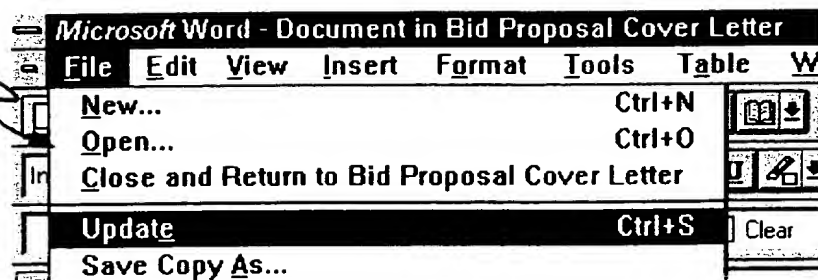 Microsoft Word - Document in Bid Proposal Cover Letter
File Edit View Insert Format Tools Table W
New... Ctrl+N
Open... Ctrl+O
In
Close and Return to Bid Proposal Cover Letter
U
Update Ctrl+S
Clear
Save Copy As...